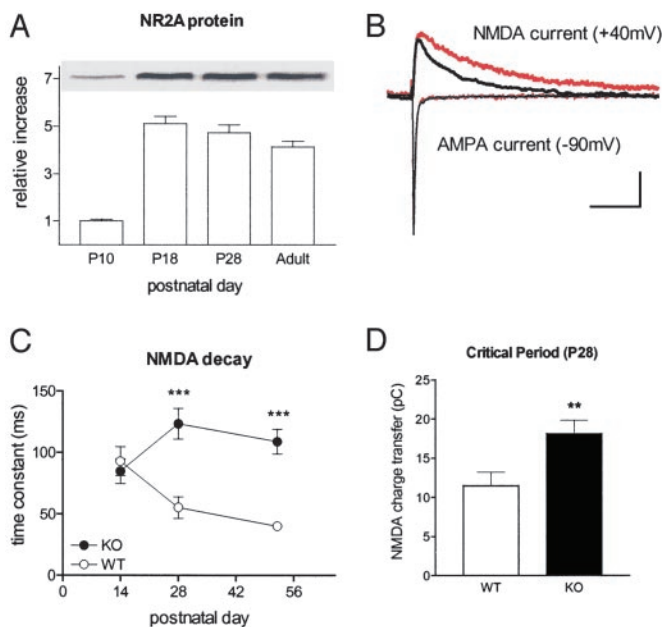 A
NR2A protein
7
5
3
1
relative increase
P10 P18 P28 Adult
postnatal day
B
NMDA current (+40mV)
AMPA current (-90mV)
C
NMDA decay
150
100
50
0
time constant (ms)
***
***
KO
WT
0 14 28 42 56
postnatal day
D
Critical Period (P28)
25
20
15
10
5
0
NMDA charge transfer (pC)
**
WT KO